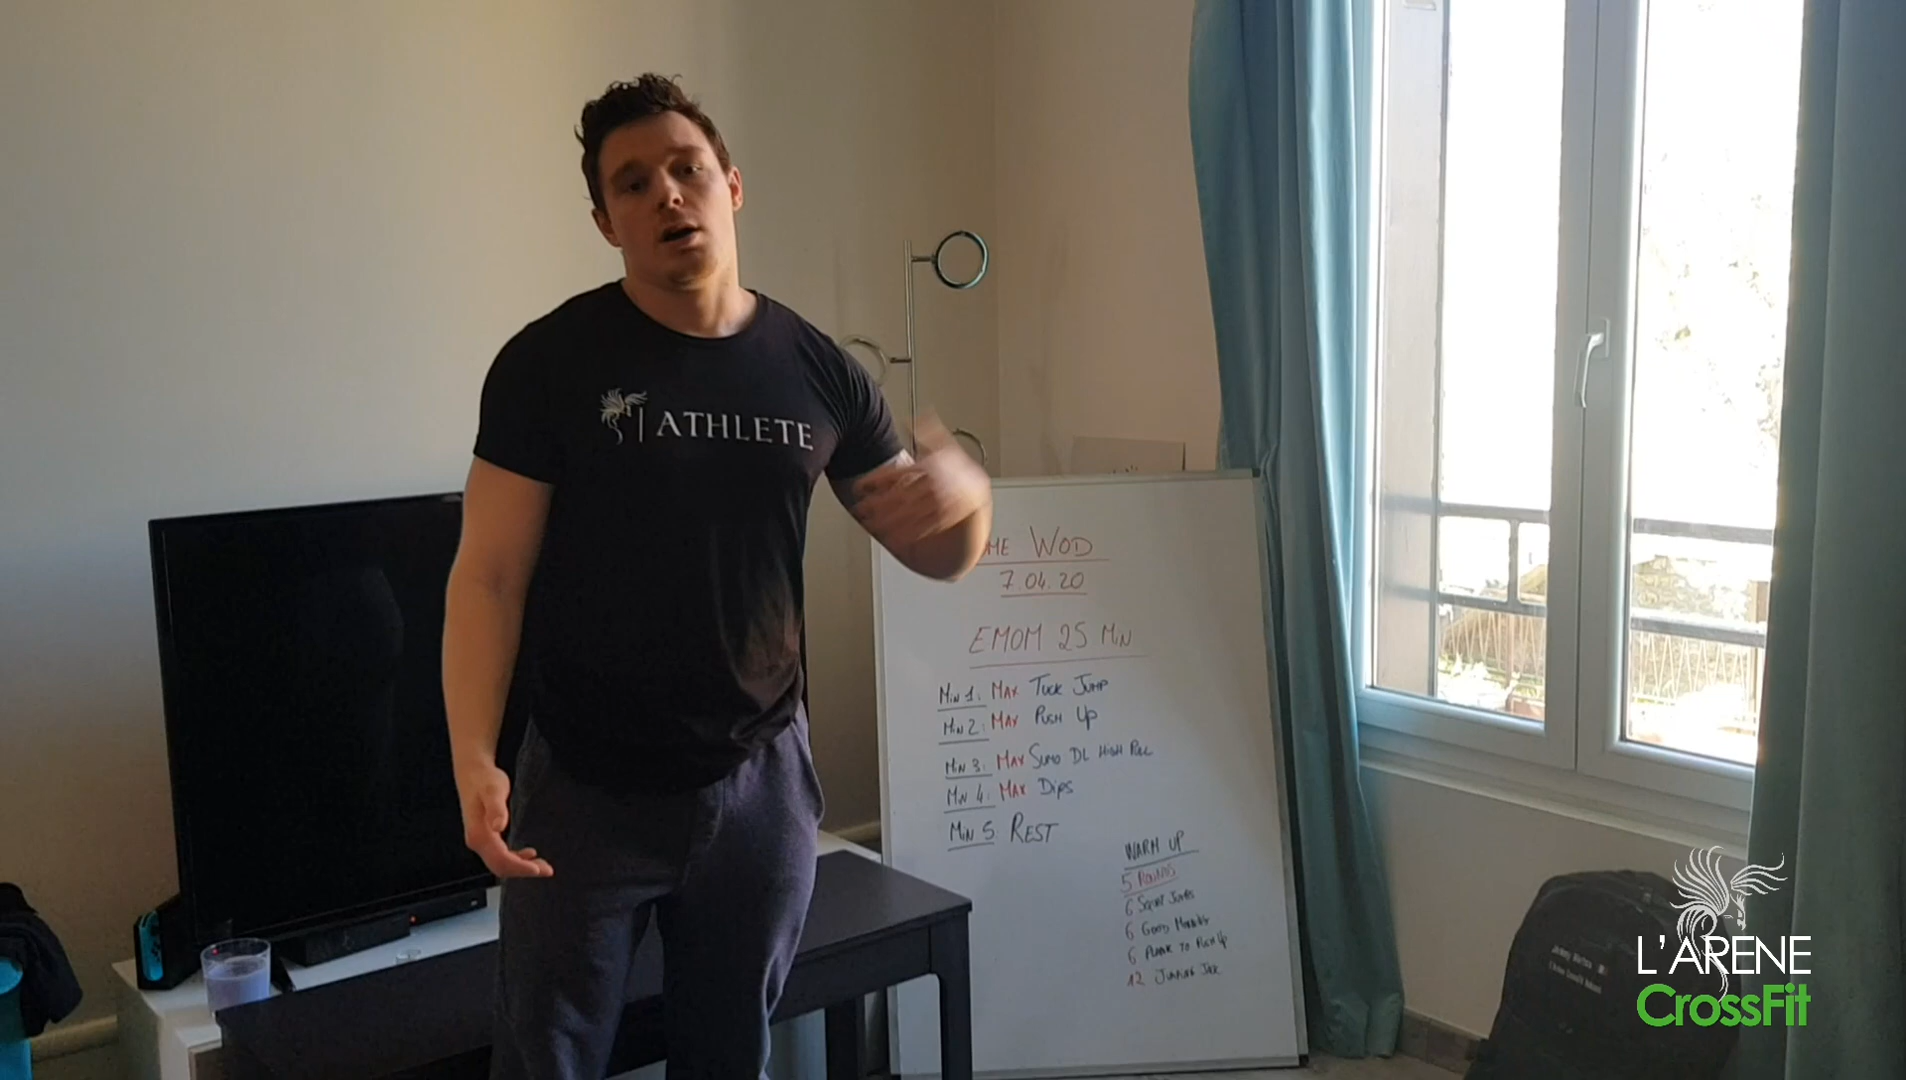 ATHLETE
ME WOD
7.04.20
EMOM 25 MIN
MIN 1: MAX TUCK JUMP
MIN 2: MAX PUSH UP
MIN 3: MAX SUMO DL HIGH PULL
MIN 4: MAX DIPS
MIN 5 REST
WARM UP
5 ROUNDS
6 SQUAT JUMPS
6 GOOD MORNING
6 PLANK TO PUSH UP
12 JUMPING JACK
L'ARENE
CrossFit